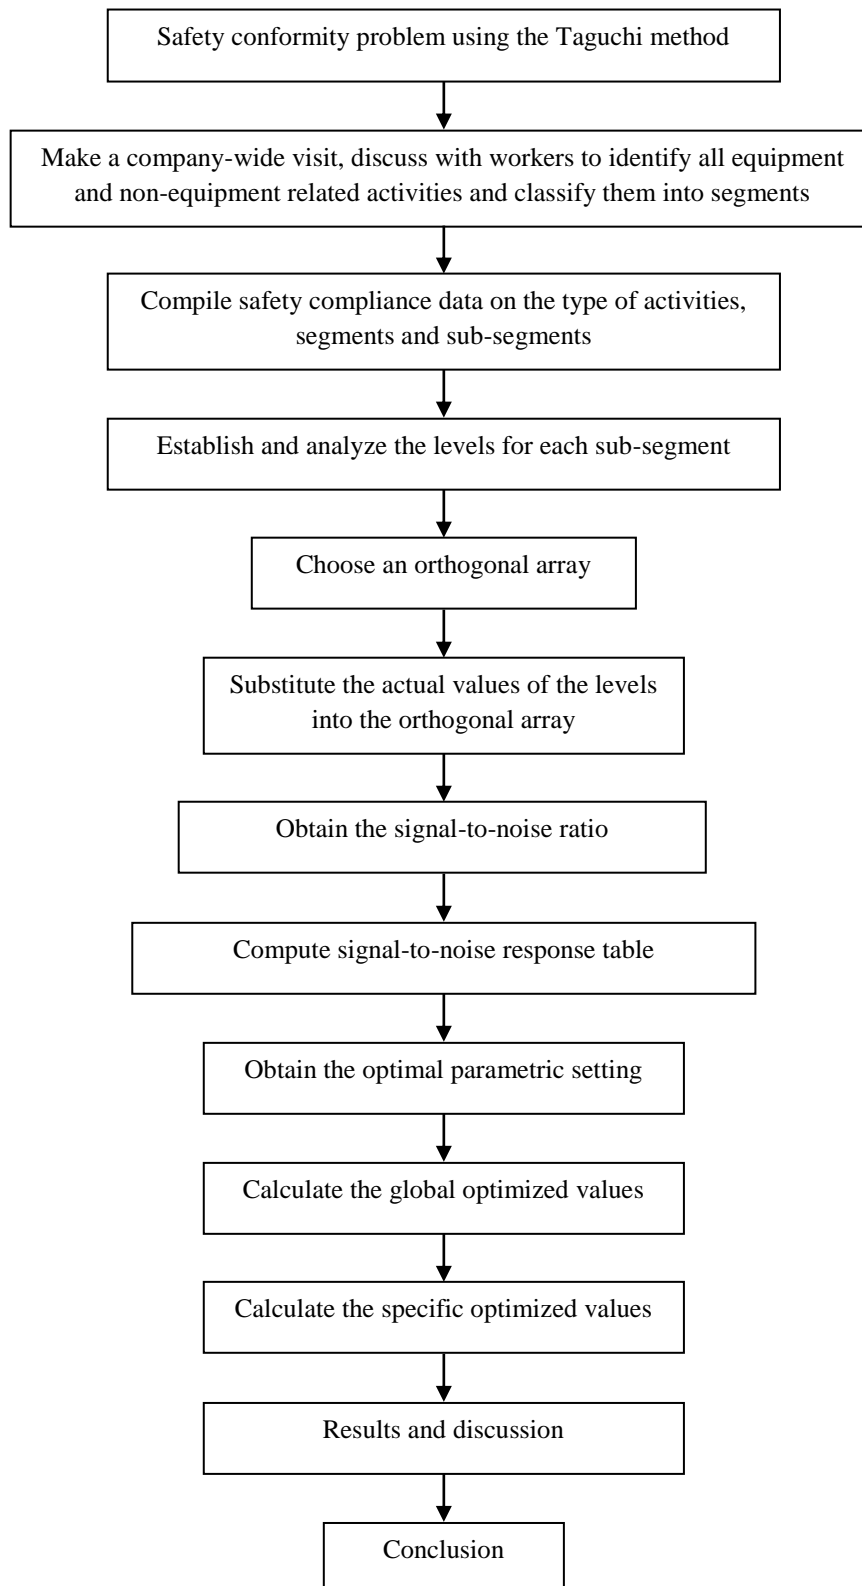 Safety conformity problem using the Taguchi method
Make a company-wide visit, discuss with workers to identify all equipment
and non-equipment related activities and classify them into segments
Compile safety compliance data on the type of activities,
segments and sub-segments
Establish and analyze the levels for each sub-segment
Choose an orthogonal array
Substitute the actual values of the levels
into the orthogonal array
Obtain the signal-to-noise ratio
Compute signal-to-noise response table
Obtain the optimal parametric setting
Calculate the global optimized values
Calculate the specific optimized values
Results and discussion
Conclusion